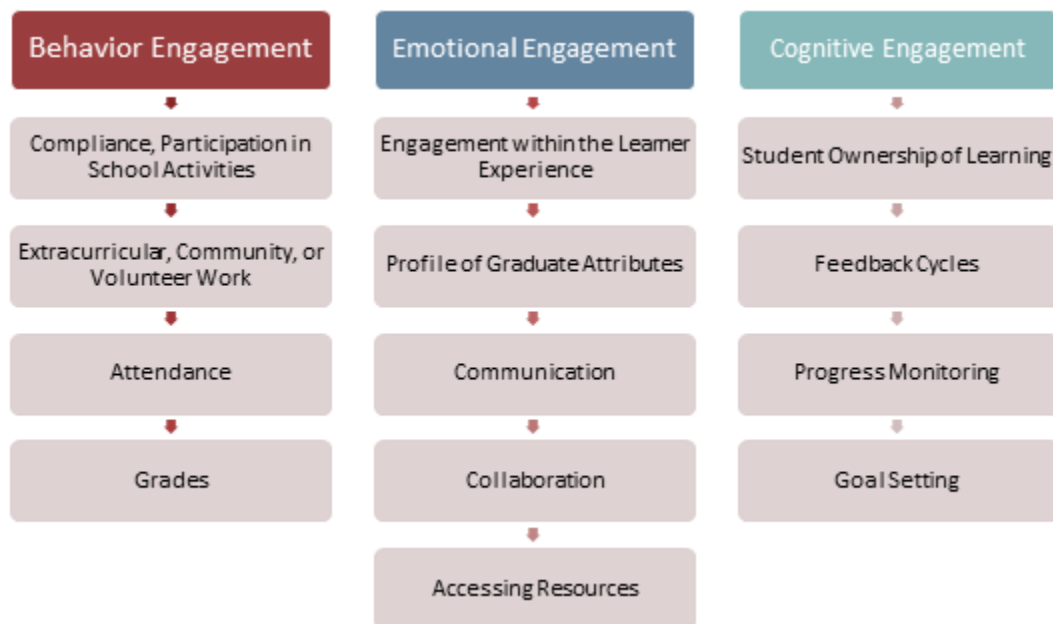 Behavior Engagement
Compliance, Participation in
School Activities
Extracurricular, Community, or
Volunteer Work
Attendance
Grades
Emotional Engagement
Engagement within the Learner
Experience
Profile of Graduate Attributes
Communication
Collaboration
Accessing Resources
Cognitive Engagement
Student Ownership of Learning
Feedback Cycles
Progress Monitoring
Goal Setting